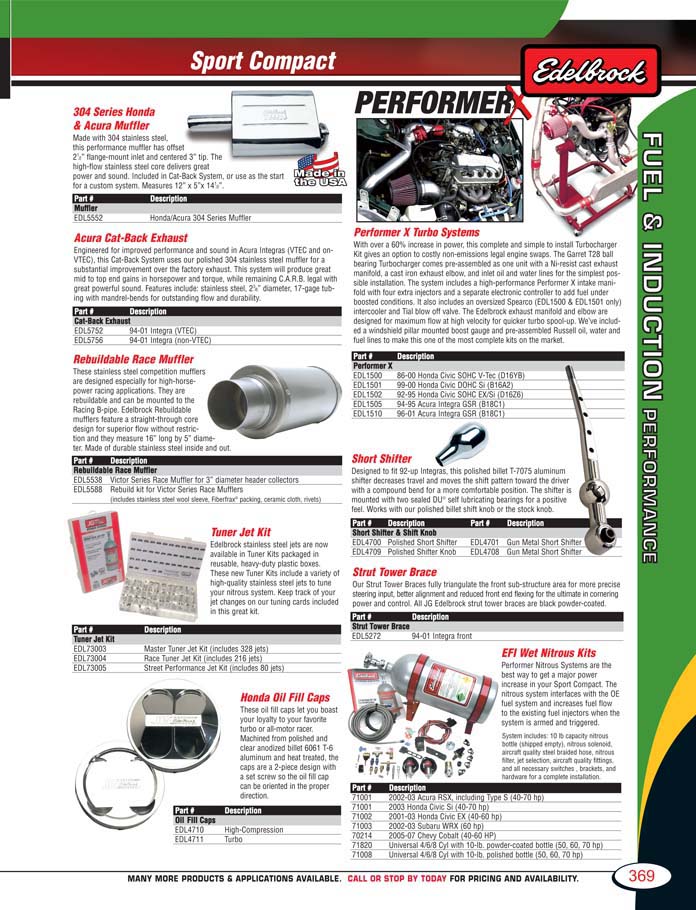 Sport Compact
Edelbrock
304 Series Honda
& Acura Muffler
Made with 304 stainless steel,
this performance muffler has offset
flange-mount inlet and centered 3" tip. The
high-flow stainless steel core delivers great
power and sound. Included in Cat-Back System, or use as the start
for a custom system. Measures 12" x 5"x
Made in
the USA
Part # Description
Muffler
EDL5552 Honda/Acura 304 Series Muffler
Acura Cat-Back Exhaust
Engineered for improved performance and sound in Acura Integras (VTEC and on-
VTEC), this Cat-Back System uses our polished 304 stainless steel muffler for a
substantial improvement over the factory exhaust. This system will produce great
mid to top end gains in horsepower and torque, while remaining C.A.R.B. legal with
great powerful sound. Features include: stainless steel, diameter, 17-gauge tub-
ing with mandrel-bends for outstanding flow and durability.
Part # Description
Cat-Back Exhaust
EDL5752 94-01 Integra (VTEC)
EDL5756 94-01 Integra (non-VTEC)
Rebuildable Race Muffler
These stainless steel competition mufflers
are designed especially for high-horse-
power racing applications. They are
rebuildable and can be mounted to the
Racing B-pipe. Edelbrock Rebuildable
mufflers feature a straight-through core
design for superior flow without restric-
tion and they measure 16" long by 5" diame-
ter. Made of durable stainless steel inside and out.
Part # Description
Rebuildable Race Muffler
EDL5538 Victor Series Race Muffler for 3" diameter header collectors
EDL5588 Rebuild kit for Victor Series Race Mufflers
(includes stainless steel wool sleeve, Fiberfrax® packing, ceramic cloth, rivets)
Tuner Jet Kit
Edelbrock stainless steel jets are now
available in Tuner Kits packaged in
reusable, heavy-duty plastic boxes.
These new Tuner Kits include a variety of
high-quality stainless steel jets to tune
your nitrous system. Keep track of your
jet changes on our tuning cards included
in this great kit.
Part # Description
Tuner Jet Kit
EDL73003 Master Tuner Jet Kit (includes 328 jets)
EDL73004 Race Tuner Jet Kit (includes 216 jets)
EDL73005 Street Performance Jet Kit (includes 80 jets)
Honda Oil Fill Caps
These oil fill caps let you boast
your loyalty to your favorite
turbo or all-motor racer.
Machined from polished and
clear anodized billet 6061 T-6
aluminum and heat treated, the
caps are a 2-piece design with
a set screw so the oil fill cap
can be oriented in the proper
direction.
Part # Description
Oil Fill Caps
EDL4710 High-Compression
EDL4711 Turbo
PERFORMER X
Performer X Turbo Systems
With over a 60% increase in power, this complete and simple to install Turbocharger
Kit gives an option to costly non-emissions legal engine swaps. The Garret T28 ball
bearing Turbocharger comes pre-assembled as one unit with a Ni-resist cast exhaust
manifold, a cast iron exhaust elbow, and inlet oil and water lines for the simplest pos-
sible installation. The system includes a high-performance Performer X intake mani-
fold with four extra injectors and a separate electronic controller to add fuel under
boosted conditions. It also includes an oversized Spearco (EDL1500 & EDL1501 only)
intercooler and Tial blow off valve. The Edelbrock exhaust manifold and elbow are
designed for maximum flow at high velocity for quicker turbo spool-up. We've includ-
ed a windshield pillar mounted boost gauge and pre-assembled Russell oil, water and
fuel lines to make this one of the most complete kits on the market.
Part # Description
Performer X
EDL1500 86-00 Honda Civic SOHC V-Tec (D16YB)
EDL1501 99-00 Honda Civic DOHC Si (B16A2)
EDL1502 92-95 Honda Civic SOHC EX/Si (D16Z6)
EDL1505 94-95 Acura Integra GSR (B18C1)
EDL1510 96-01 Acura Integra GSR (B18C1)
Short Shifter
Designed to fit 92-up Integras, this polished billet T-7075 aluminum
shifter decreases travel and moves the shift pattern toward the driver
with a compound bend for a more comfortable position. The shifter is
mounted with two sealed DU® self lubricating bearings for a positive
feel. Works with our polished billet shift knob or the stock knob.
Part # Description Part # Description
Short Shifter & Shift Knob
EDL4700 Polished Short Shifter EDL4701 Gun Metal Short Shifter
EDL4709 Polished Shifter Knob EDL4708 Gun Metal Short Shifter
Strut Tower Brace
Our Strut Tower Braces fully triangulate the front sub-structure area for more precise
steering input, better alignment and reduced front end flexing for the ultimate in cornering
power and control. All JG Edelbrock strut tower braces are black powder-coated.
Part # Description
Strut Tower Brace
EDL5272 94-01 Integra front
EFI Wet Nitrous Kits
Performer Nitrous Systems are the
best way to get a major power
increase in your Sport Compact. The
nitrous system interfaces with the OE
fuel system and increases fuel flow
to the existing fuel injectors when the
system is armed and triggered.
System includes: 10 lb capacity nitrous
bottle (shipped empty), nitrous solenoid,
aircraft quality steel braided hose, nitrous
filter, jet selection, aircraft quality fittings,
and all necessary switches , brackets, and
hardware for a complete installation.
Part # Description
71001 2002-03 Acura RSX, including Type S (40-70 hp)
71001 2003 Honda Civic Si (40-70 hp)
71002 2001-03 Honda Civic EX (40-60 hp)
71003 2002-03 Subaru WRX (60 hp)
70214 2005-07 Chevy Cobalt (40-60 HP)
71820 Universal 4/6/8 Cyl with 10-lb. powder-coated bottle (50, 60, 70 hp)
71008 Universal 4/6/8 Cyl with 10-lb. polished bottle (50, 60, 70 hp)
FUEL & INDUCTION PERFORMANCE
MANY MORE PRODUCTS & APPLICATIONS AVAILABLE. CALL OR STOP BY TODAY FOR PRICING AND AVAILABILITY.
369